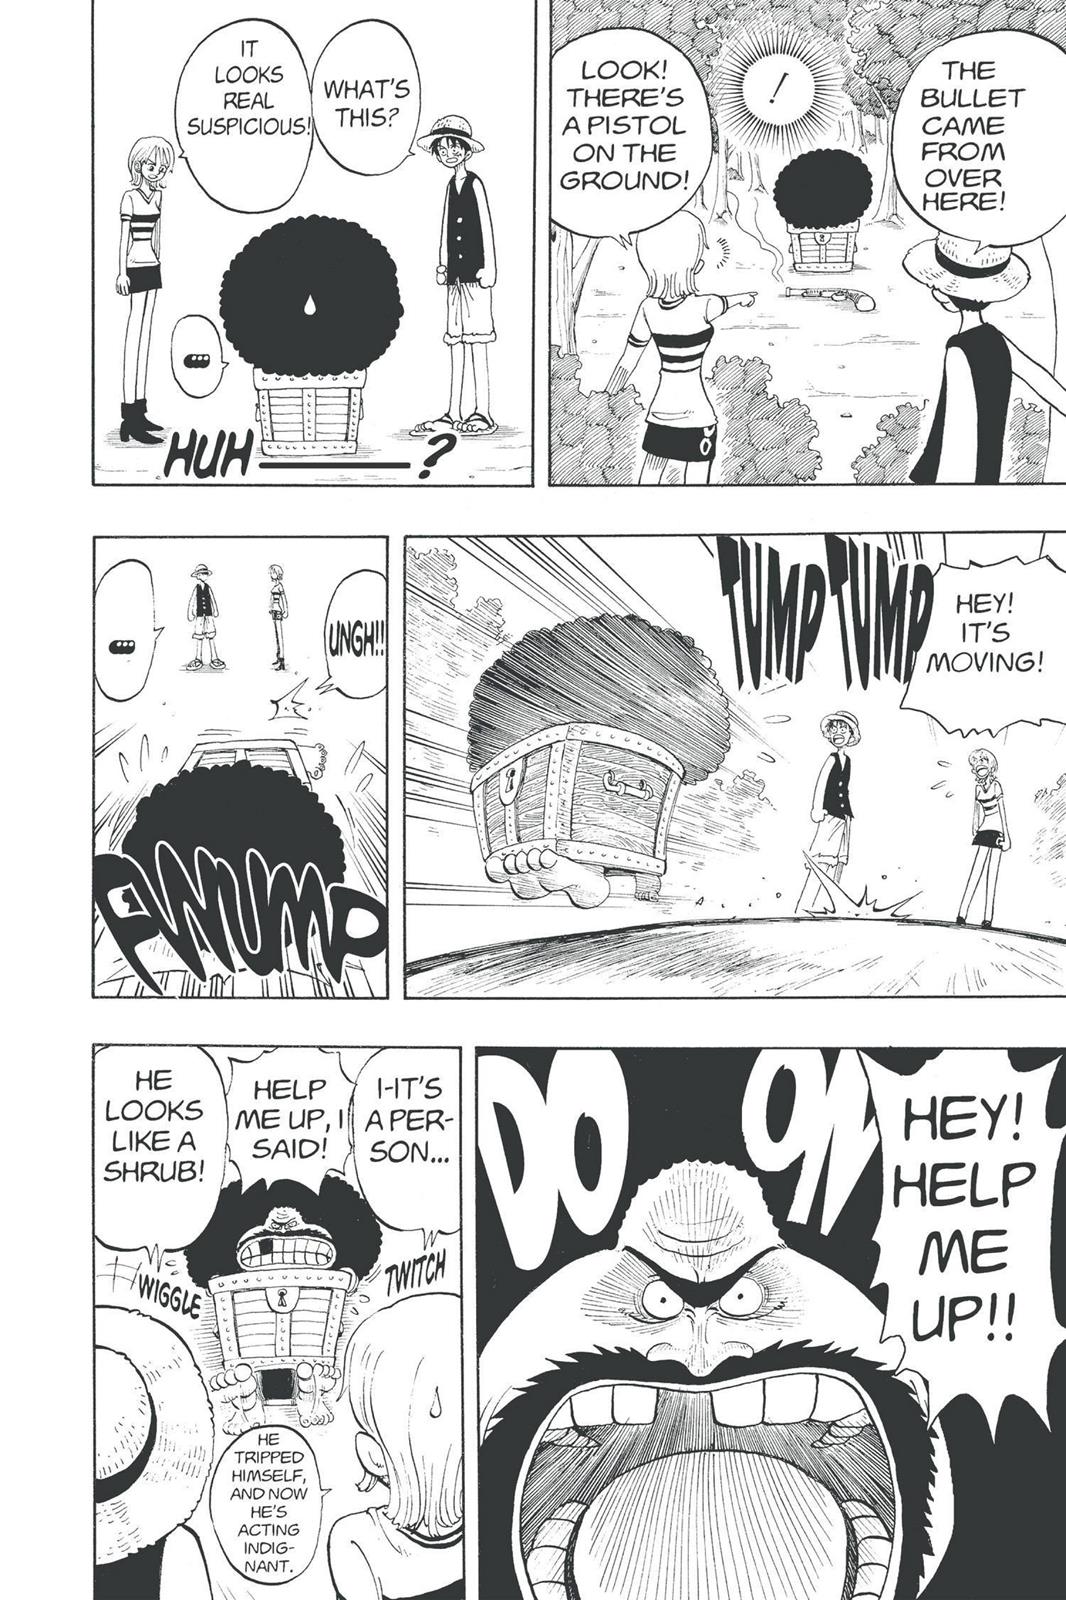 THE
BULLET
CAME
FROM
OVER
HERE!
!
LOOK!
THERE'S
A PISTOL
ON THE
GROUND!
WHAT'S
THIS?
IT
LOOKS
REAL
SUSPICIOUS!
...
HUH ?
HEY!
IT'S
MOVING!
TUMP TUMP
UNGH!!
...
FWUMP
HEY!
HELP
ME
UP!!
DOON
I-IT'S
A PER-
SON...
HELP
ME UP, I
SAID!
HE
LOOKS
LIKE A
SHRUB!
TWITCH
WIGGLE
HE
TRIPPED
HIMSELF,
AND NOW
HE'S
ACTING
INDIG-
NANT.